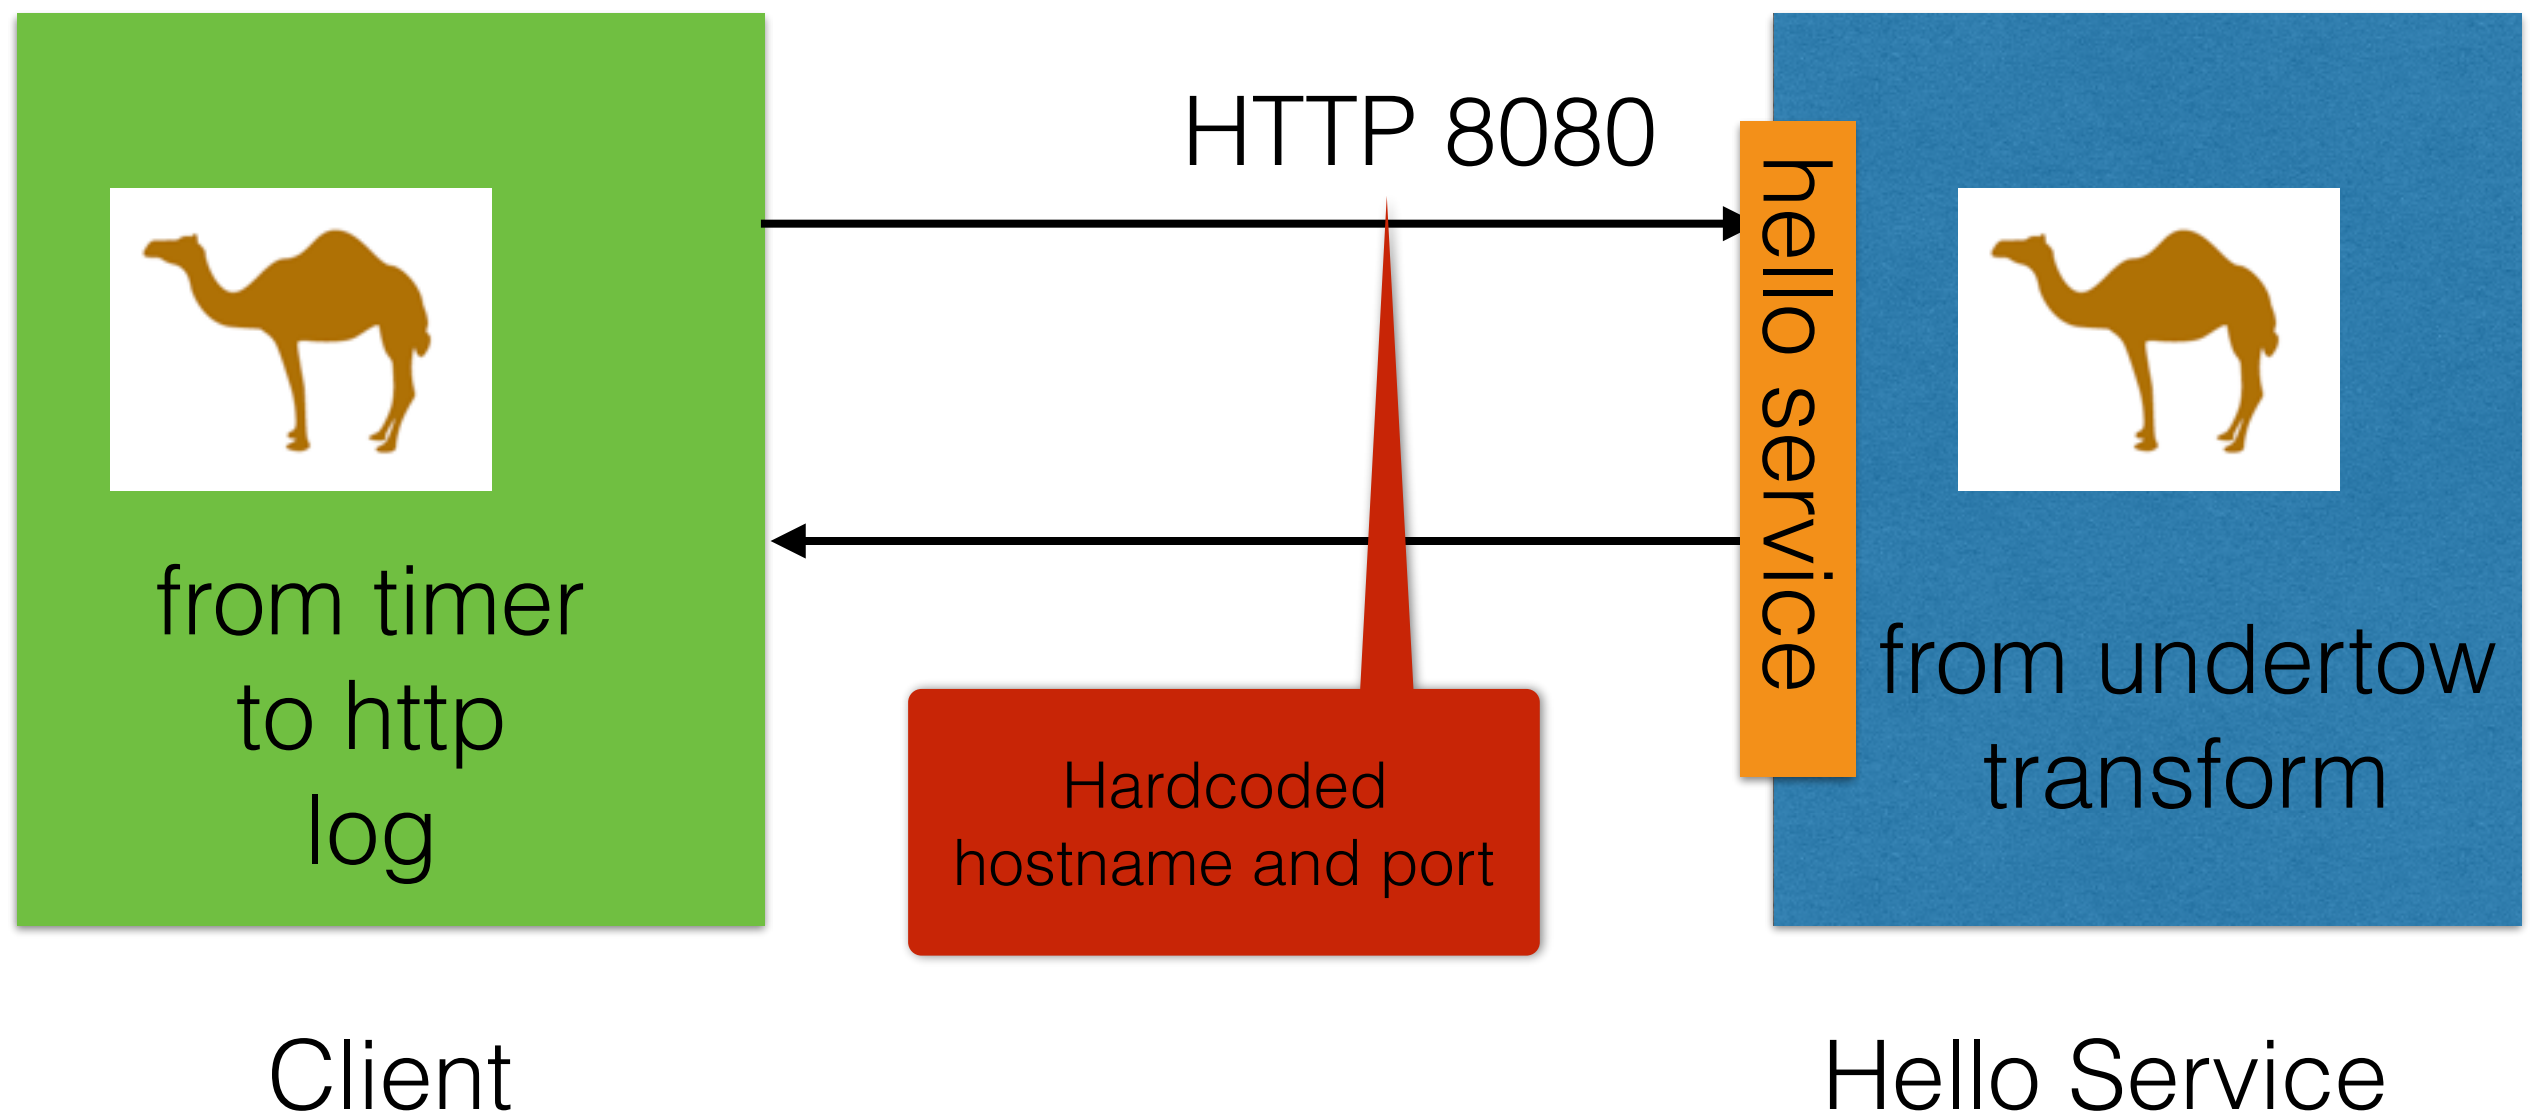 HTTP 8080
hello service
from timer
to http
log
from undertow
transform
Hardcoded
hostname and port
Client
Hello Service